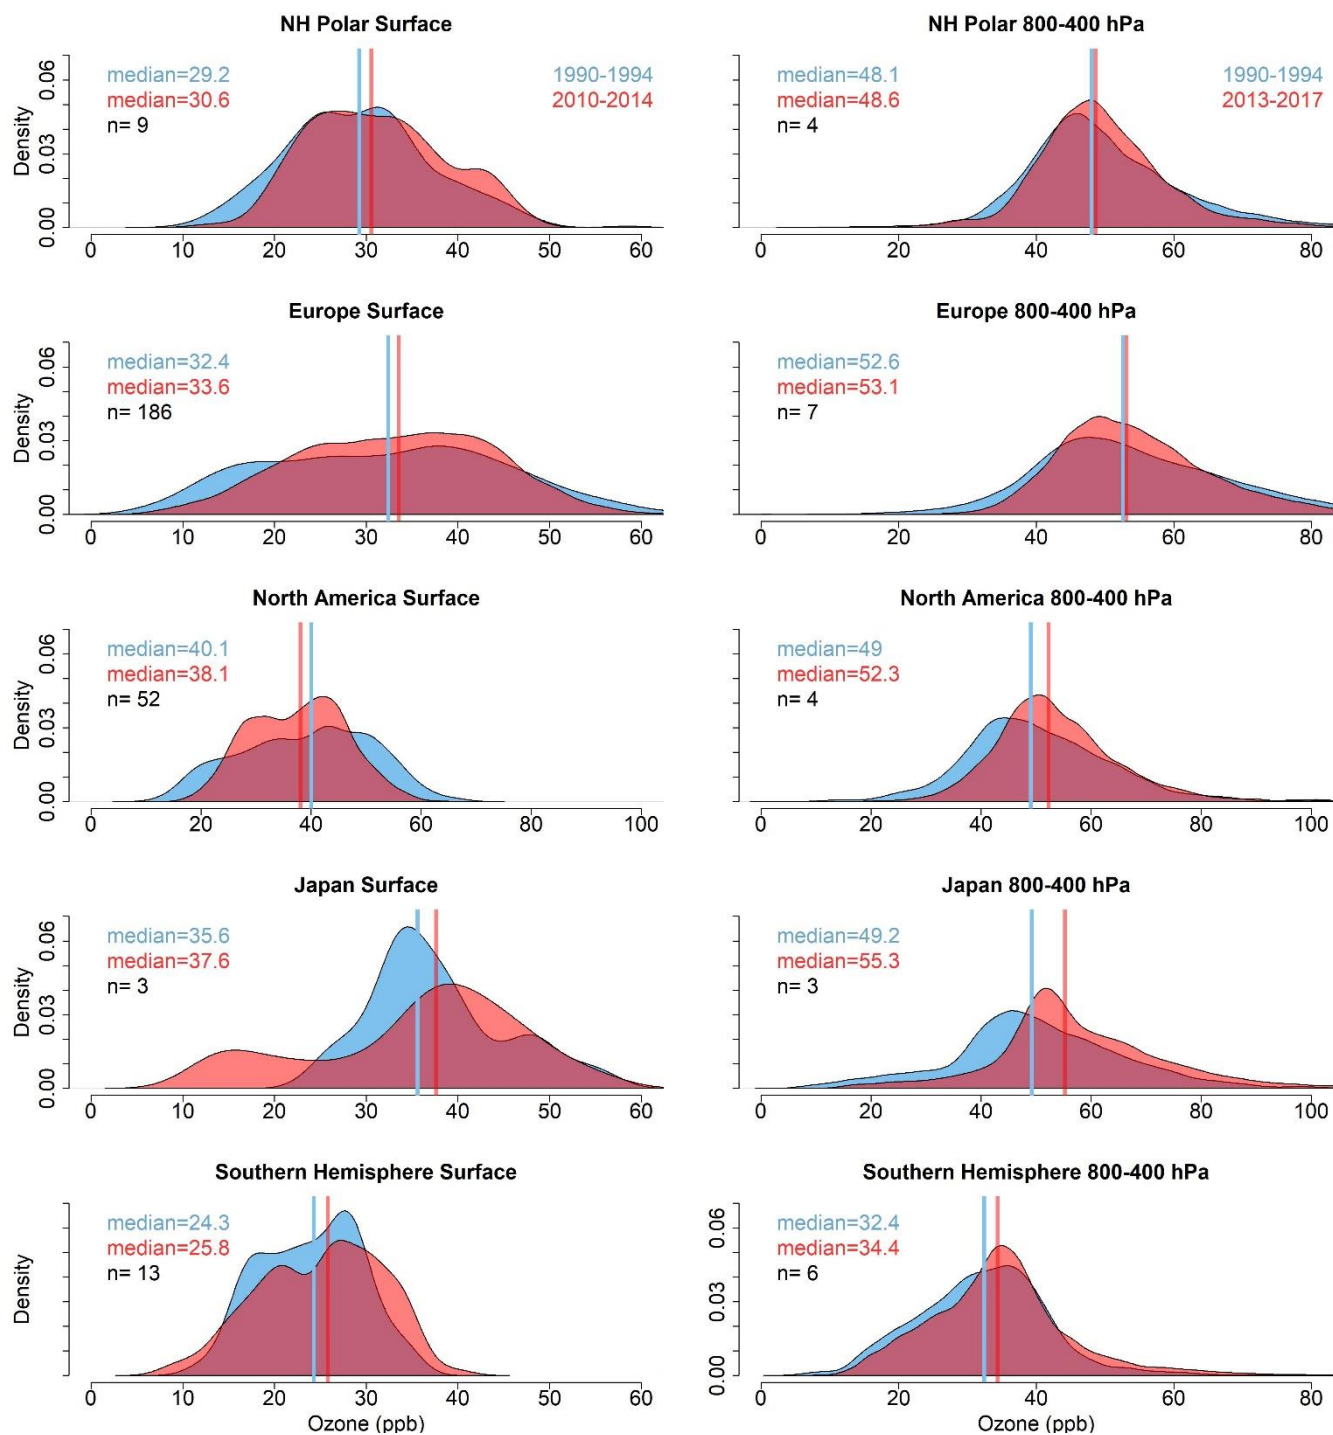 NH Polar Surface
median=29.2
1990-1994
median=30.6
2010-2014
n= 9
Density
0.00 0.03 0.06
0 10 20 30 40 50 60
NH Polar 800-400 hPa
median=48.1
1990-1994
median=48.6
2013-2017
n= 4
0 20 40 60 80
Europe Surface
median=32.4
median=33.6
n= 186
Density
0.00 0.03 0.06
0 10 20 30 40 50 60
Europe 800-400 hPa
median=52.6
median=53.1
n= 7
0 20 40 60 80
North America Surface
median=40.1
median=38.1
n= 52
Density
0.00 0.03 0.06
0 20 40 60 80 100
North America 800-400 hPa
median=49
median=52.3
n= 4
0 20 40 60 80 100
Japan Surface
median=35.6
median=37.6
n= 3
Density
0.00 0.03 0.06
0 10 20 30 40 50 60
Japan 800-400 hPa
median=49.2
median=55.3
n= 3
0 20 40 60 80 100
Southern Hemisphere Surface
median=24.3
median=25.8
n= 13
Density
0 10 20 30 40 50 60
Ozone (ppb)
Southern Hemisphere 800-400 hPa
median=32.4
median=34.4
n= 6
0.00 0.03 0.06
0 20 40 60 80
Ozone (ppb)